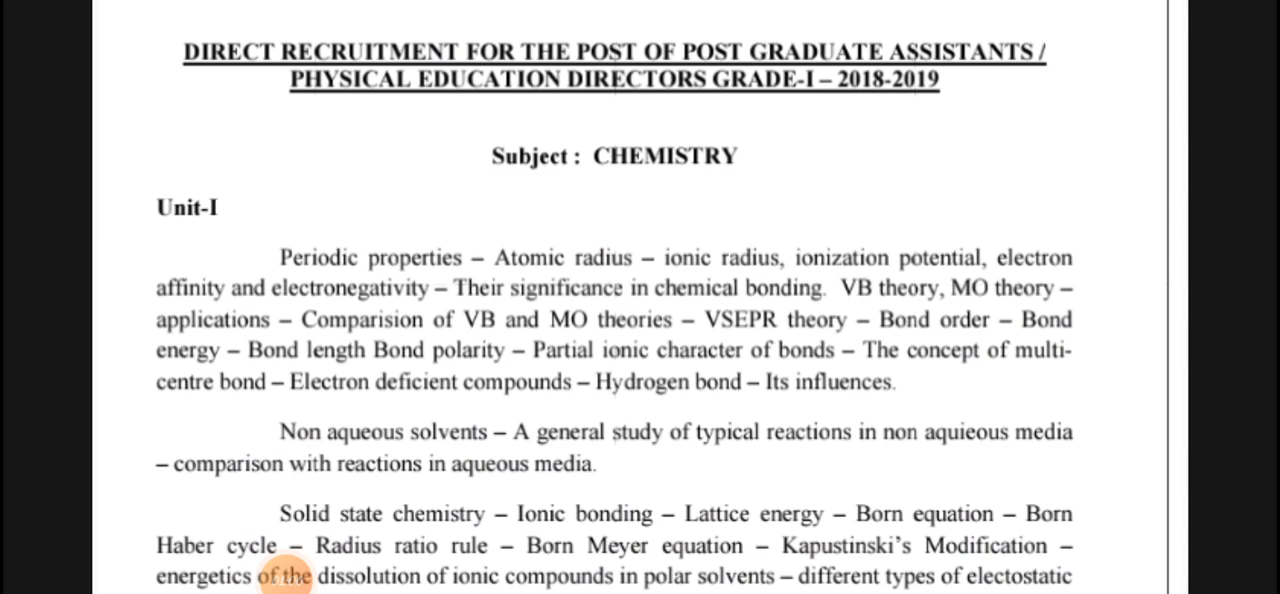 DIRECT RECRUITMENT FOR THE POST OF POST GRADUATE ASSISTANTS /
PHYSICAL EDUCATION DIRECTORS GRADE-I – 2018-2019
Subject : CHEMISTRY
Unit-I
Periodic properties – Atomic radius – ionic radius, ionization potential, electron
affinity and electronegativity – Their significance in chemical bonding. VB theory, MO theory –
applications – Comparision of VB and MO theories – VSEPR theory – Bond order – Bond
energy – Bond length Bond polarity – Partial ionic character of bonds – The concept of multi-
centre bond – Electron deficient compounds – Hydrogen bond – Its influences.
Non aqueous solvents – A general study of typical reactions in non aquieous media
– comparison with reactions in aqueous media.
Solid state chemistry – Ionic bonding – Lattice energy – Born equation – Born
Haber cycle – Radius ratio rule – Born Meyer equation – Kapustinski's Modification –
energetics of the dissolution of ionic compounds in polar solvents – different types of electostatic